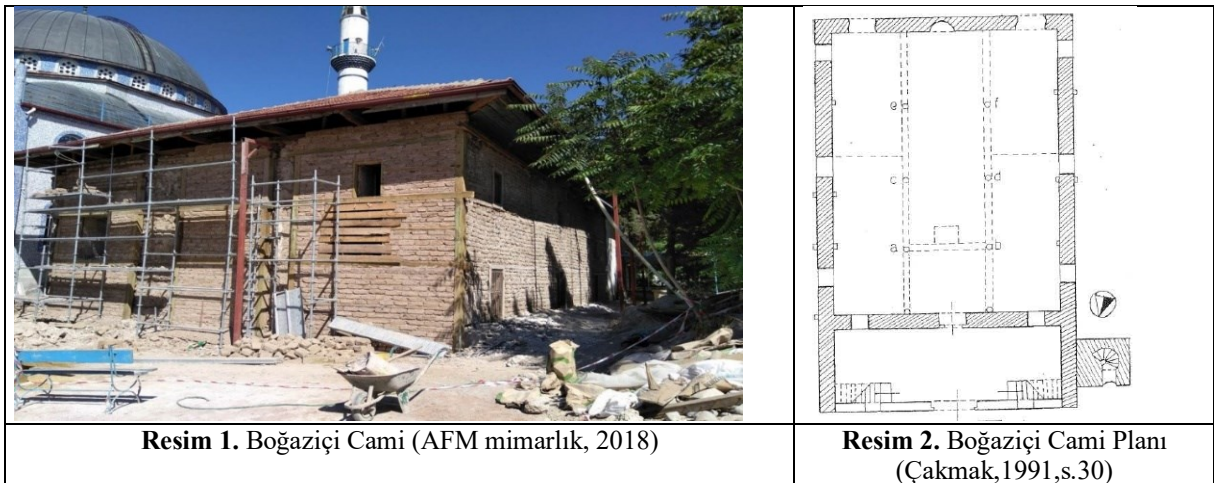 e
f
c
d
a
b
Resim 1. Boğaziçi Cami (AFM mimarlık, 2018)
Resim 2. Boğaziçi Cami Planı
(Çakmak,1991,s.30)